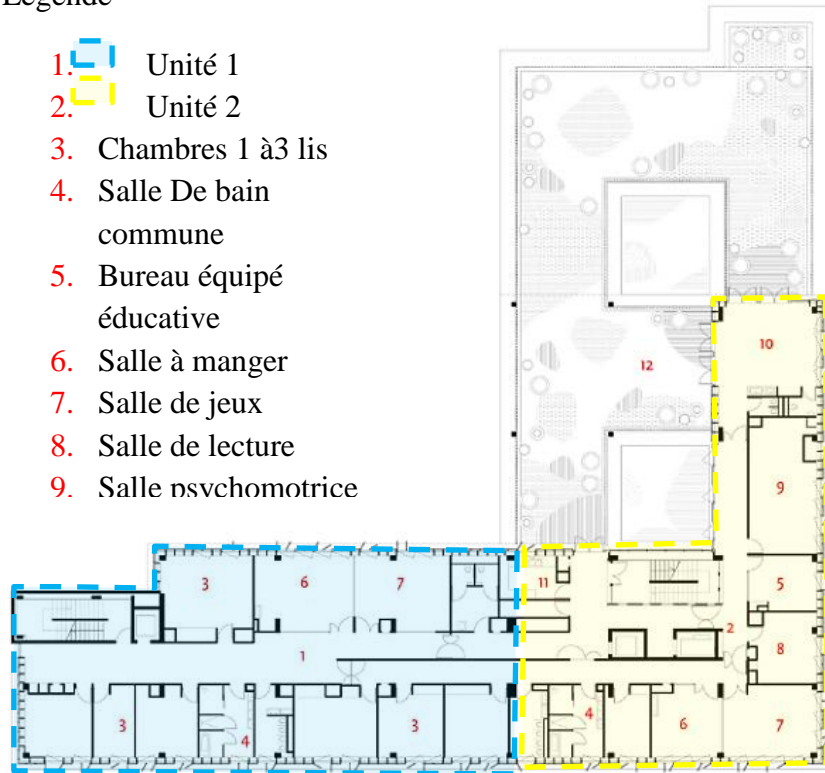 Légende
1. Unité 1
2. Unité 2
3. Chambres 1 à3 lis
4. Salle De bain
commune
5. Bureau équipé
éducative
6. Salle à manger
7. Salle de jeux
8. Salle de lecture
9. Salle psychomotrice
10
12
9
3
6
7
11
5
2
8
1
3
4
3
4
6
7